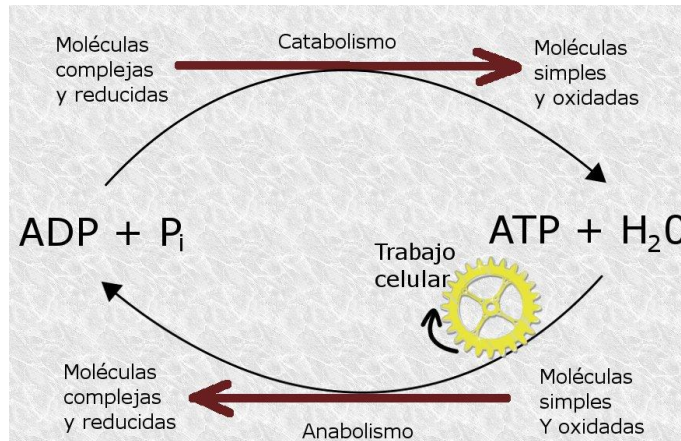 Moléculas
complejas
y reducidas
Catabolismo
Moléculas
simples
y oxidadas
ADP + Pi
ATP + H20
Trabajo
celular
Moléculas
complejas
y reducidas
Anabolismo
Moléculas
simples
Y oxidadas